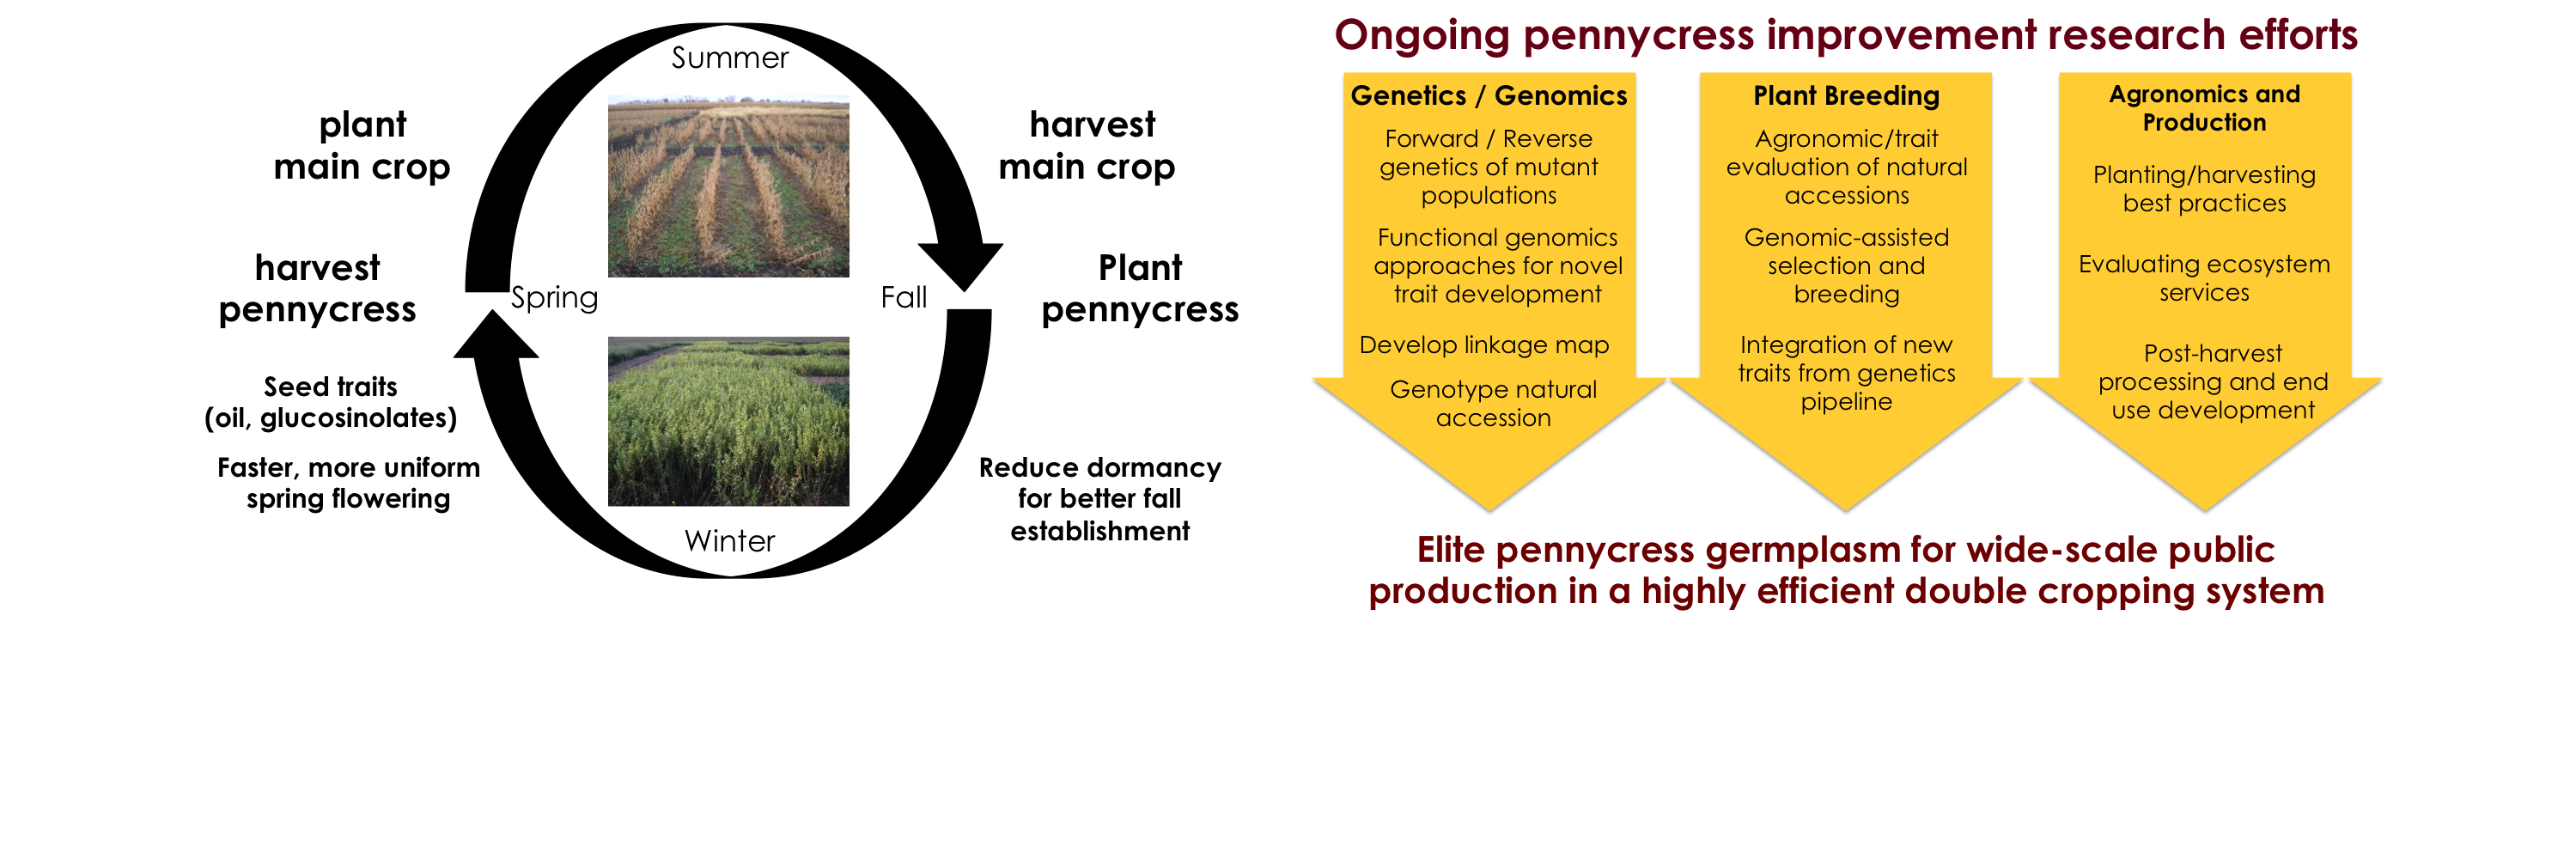 Summer
plant
main crop
harvest
main crop
harvest
pennycress
Spring
Fall
Plant
pennycress
Seed traits
(oil, glucosinolates)
Faster, more uniform
spring flowering
Reduce dormancy
for better fall
establishment
Winter
Ongoing pennycress improvement research efforts
Genetics / Genomics
Forward / Reverse
genetics of mutant
populations
Functional genomics
approaches for novel
trait development
Develop linkage map
Genotype natural
accession
Plant Breeding
Agronomic/trait
evaluation of natural
accessions
Genomic-assisted
selection and
breeding
Integration of new
traits from genetics
pipeline
Agronomics and
Production
Planting/harvesting
best practices
Evaluating ecosystem
services
Post-harvest
processing and end
use development
Elite pennycress germplasm for wide-scale public
production in a highly efficient double cropping system